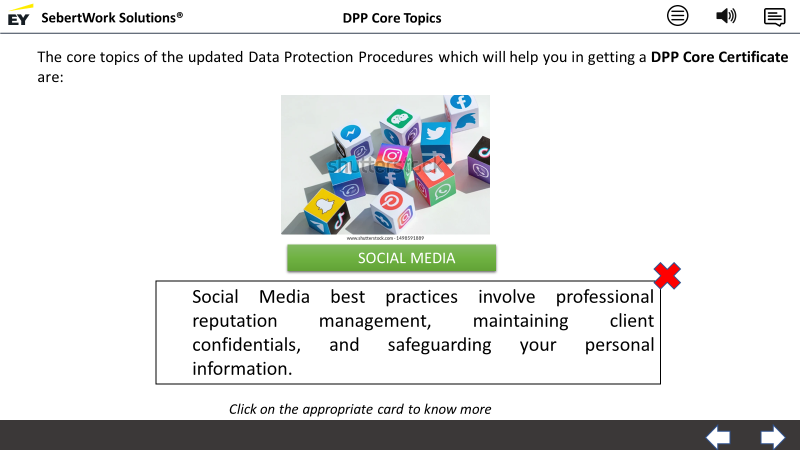 EY SebertWork Solutions® DPP Core Topics
The core topics of the updated Data Protection Procedures which will help you in getting a DPP Core Certificate
are:
shutterstock
www.shutterstock.com · 1498591889
SOCIAL MEDIA
Social Media best practices involve professional
reputation management, maintaining client
confidentials, and safeguarding your personal
information.
Click on the appropriate card to know more